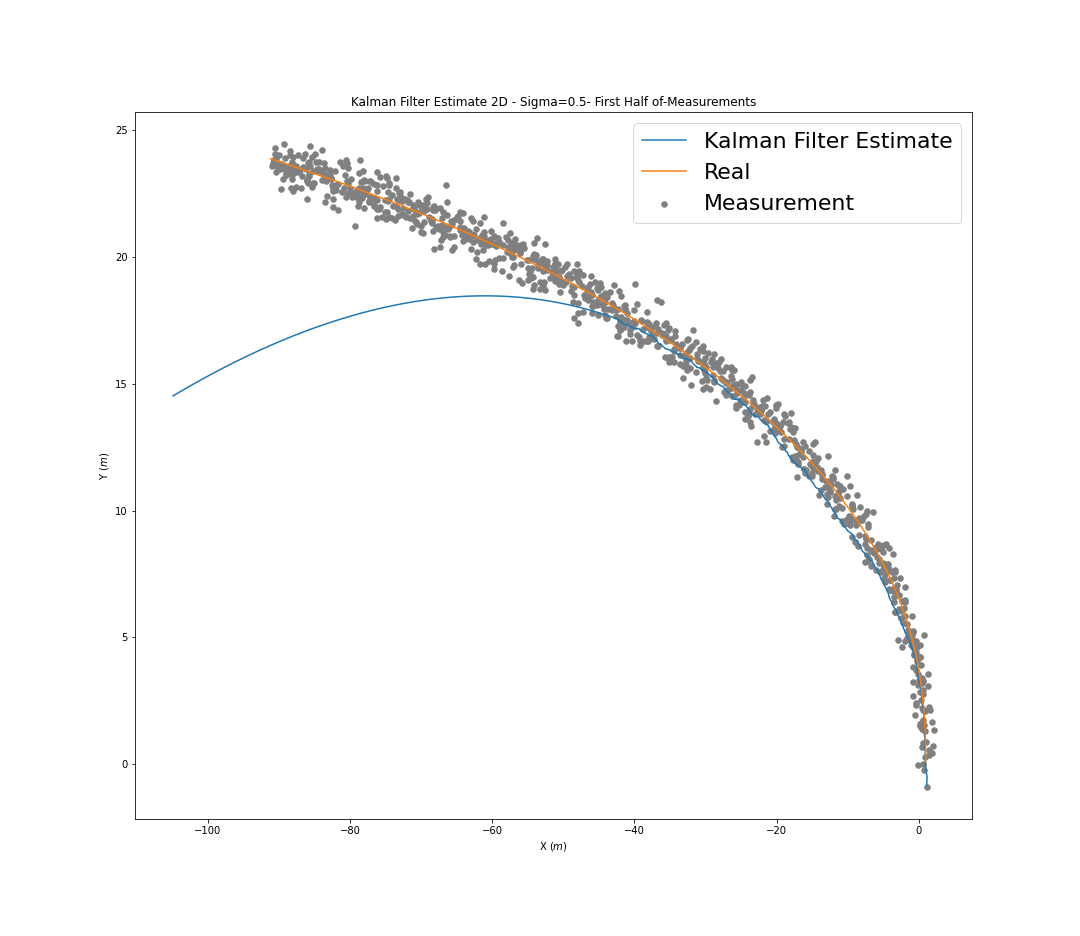 Kalman Filter Estimate 2D - Sigma=0.5- First Half of-Measurements
Kalman Filter Estimate
Real
Measurement
25
20
15
10
5
0
Y (m)
−100
−80
−60
−40
−20
0
X (m)